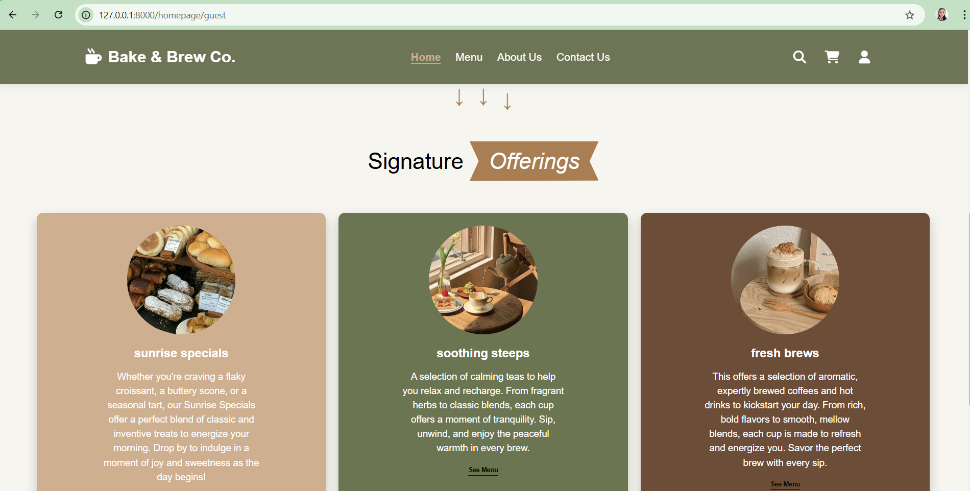 127.0.0.1:8000/homepage/guest
Bake & Brew Co.
Home
Menu
About Us
Contact Us
Signature Offerings
sunrise specials
Whether you're craving a flaky
croissant, a buttery scone, or a
seasonal tart, our Sunrise Specials
offer a perfect blend of classic and
inventive treats to energize your
morning. Drop by to indulge in a
moment of joy and sweetness as the
day begins!
soothing steeps
A selection of calming teas to help
you relax and recharge. From fragrant
herbs to classic blends, each cup
offers a moment of tranquility. Sip,
unwind, and enjoy the peaceful
warmth in every brew.
See Menu
fresh brews
This offers a selection of aromatic,
expertly brewed coffees and hot
drinks to kickstart your day. From rich,
bold flavors to smooth, mellow
blends, each cup is made to refresh
and energize you. Savor the perfect
brew with every sip.
See Menu